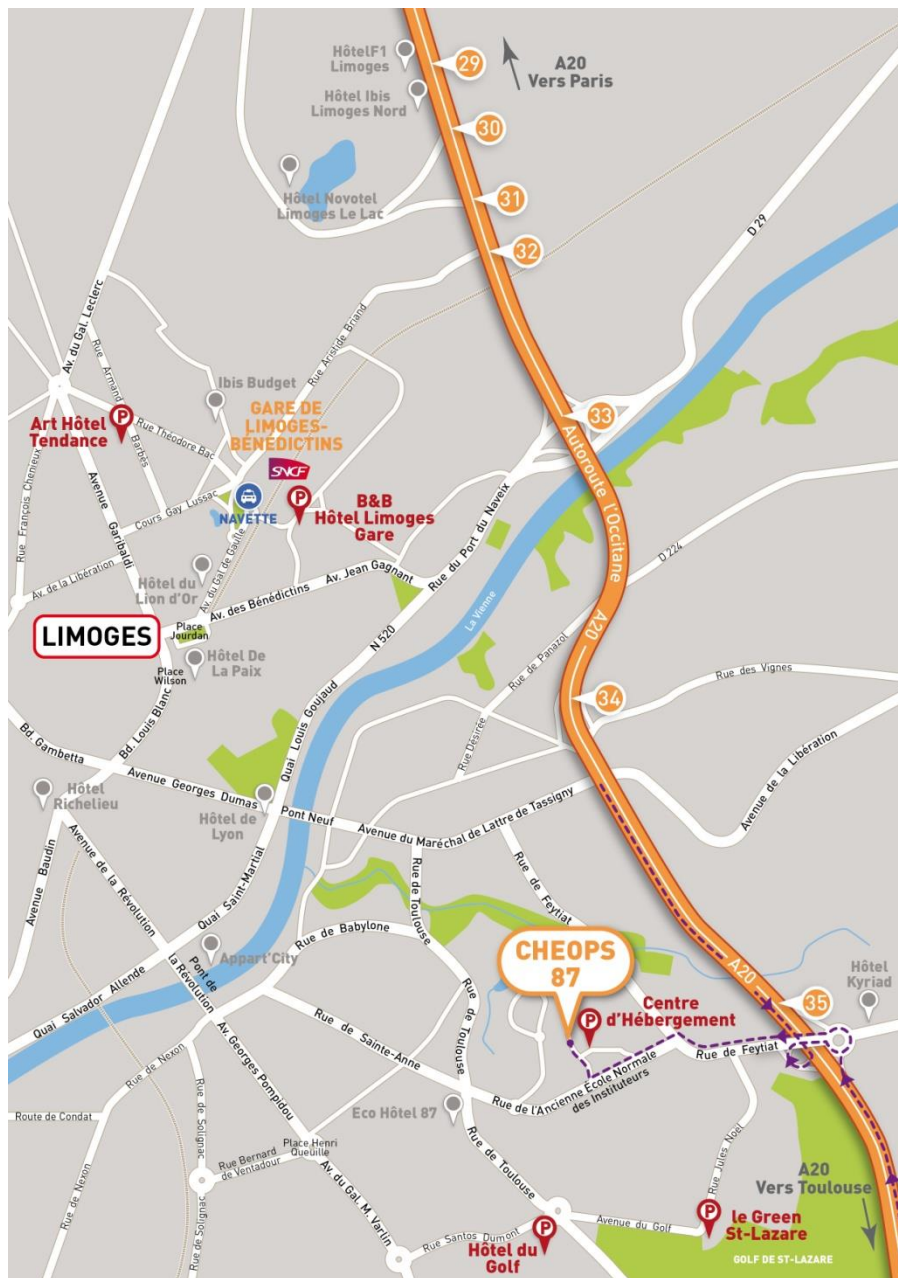 HôtelF1
Limoges
29
A20
Vers Paris
Hôtel Ibis
Limoges Nord
30
Hôtel Novotel
Limoges Le Lac
31
32
D 29
Av. du Gal. Leclerc
Rue Armand
Barbès
Rue Aristide Briand
Ibis Budget
GARE DE
LIMOGES-
BÉNÉDICTINS
SNCF
33
Autoroute l'Occitane
A20
P
Art Hôtel
Tendance
Rue Théodore Bac
Rue François Chenieux
Avenue Garibaldi
Cours Gay Lussac
NAVETTE
P
B&B
Hôtel Limoges
Gare
Rue du Port du Naveix
D 224
Av. de la Libération
Hôtel du
Lion d'Or
Av. du Gal de Gaulle
Av. des Bénédictins
Av. Jean Gagnant
La Vienne
LIMOGES
Place
Jourdan
N 520
Hôtel De
La Paix
Place
Wilson
Rue de Panazol
Rue des Vignes
34
Bd. Gambetta
Bd. Louis Blanc
Quai Louis Goujaud
Rue Désirée
Avenue de la Libération
Avenue Georges Dumas
Hôtel
Richelieu
Hôtel de
Lyon
Pont Neuf
Avenue du Maréchal de Lattre de Tassigny
Avenue Baudin
Avenue de la Révolution
Quai Saint-Martial
Rue de Toulouse
Rue de Feytiat
Rue de Babylone
Appart'City
Quai Salvador Allende
Pont de
la Révolution
CHEOPS
87
A20
35
Hôtel
Kyriad
P
Centre
d'Hébergement
Rue de Feytiat
Rue de Toulouse
Rue de Sainte-Anne
Rue de Nexon
Av. Georges Pompidou
Rue de l'Ancienne École Normale
des Instituteurs
Eco Hôtel 87
Route de Condat
Rue de Solignac
Rue Bernard
de Ventadour
Place Henri
Queuille
Rue de Toulouse
Rue Jules Noël
A20
Vers Toulouse
Rue de Nexon
Rue de Solignac
Av. du Gal. M. Varlin
Rue Santos Dumont
P
Hôtel du
Golf
Avenue du Golf
P
le Green
St-Lazare
GOLF DE ST-LAZARE